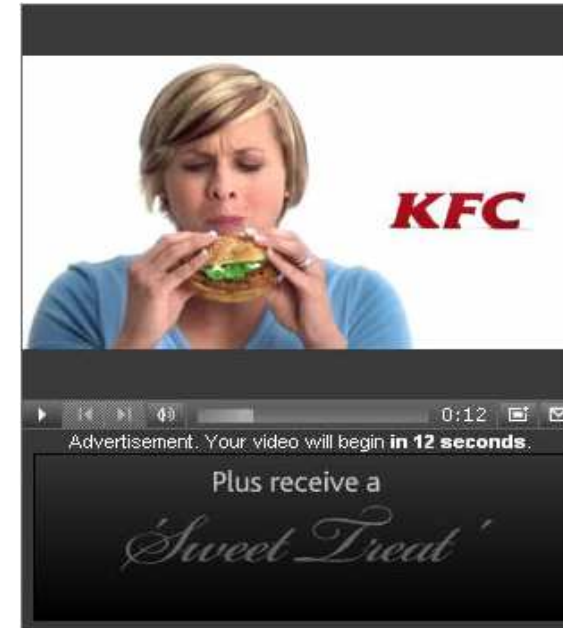 KFC
0:12
Advertisement. Your video will begin in 12 seconds.
Plus receive a
'Sweet Treat'